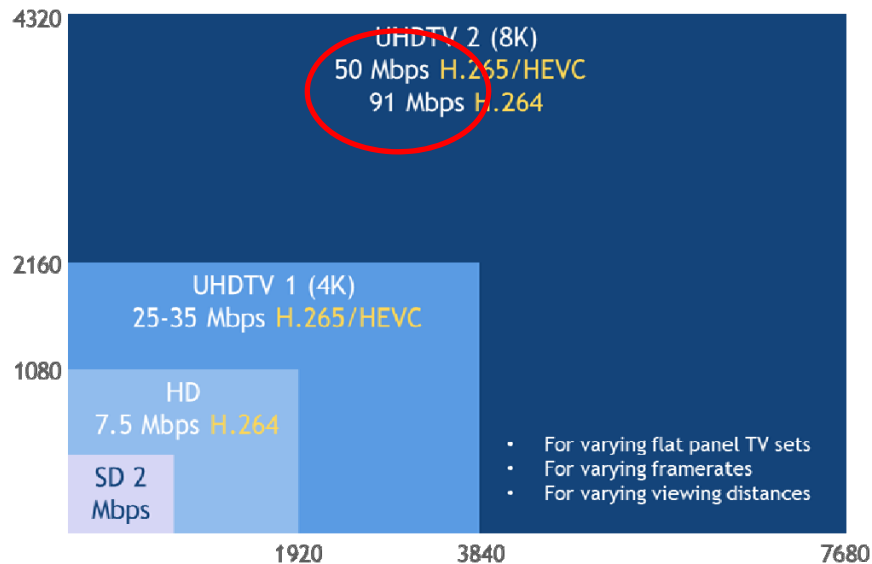 4320
UHDTV 2 (8K)
50 Mbps H.265/HEVC
91 Mbps H.264
2160
UHDTV 1 (4K)
25-35 Mbps H.265/HEVC
1080
HD
7.5 Mbps H.264
SD 2
Mbps
• For varying flat panel TV sets
• For varying framerates
• For varying viewing distances
1920 3840 7680